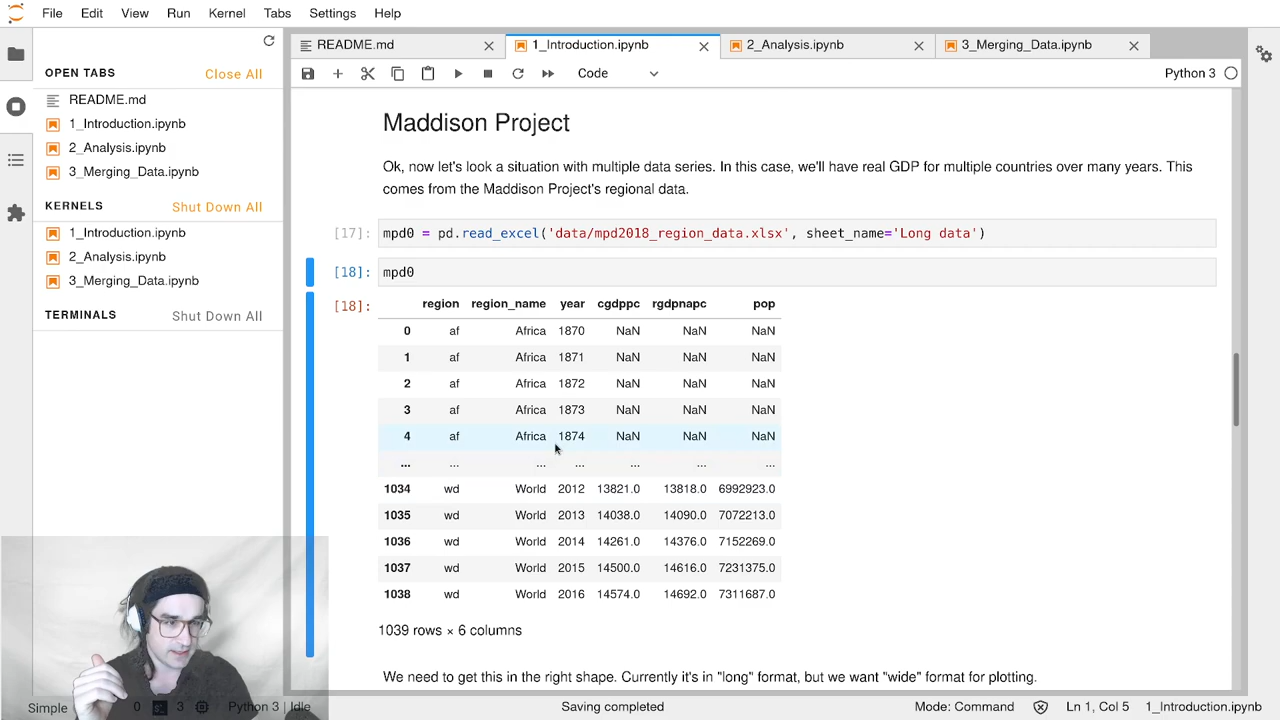 File Edit View Run Kernel Tabs Settings Help
OPEN TABS Close All
README.md
1_Introduction.ipynb
2_Analysis.ipynb
3_Merging_Data.ipynb
KERNELS Shut Down All
1_Introduction.ipynb
2_Analysis.ipynb
3_Merging_Data.ipynb
TERMINALS Shut Down All
README.md 1_Introduction.ipynb 2_Analysis.ipynb 3_Merging_Data.ipynb
Code Python 3
Maddison Project
Ok, now let's look a situation with multiple data series. In this case, we'll have real GDP for multiple countries over many years. This
comes from the Maddison Project's regional data.
[17]: mpd0 = pd.read_excel('data/mpd2018_region_data.xlsx', sheet_name='Long data')
[18]: mpd0
[18]: region region_name year cgdppc rgdpnapc pop
0 af Africa 1870 NaN NaN NaN
1 af Africa 1871 NaN NaN NaN
2 af Africa 1872 NaN NaN NaN
3 af Africa 1873 NaN NaN NaN
4 af Africa 1874 NaN NaN NaN
... ... ... ... ... ... ...
1034 wd World 2012 13821.0 13818.0 6992923.0
1035 wd World 2013 14038.0 14090.0 7072213.0
1036 wd World 2014 14261.0 14376.0 7152269.0
1037 wd World 2015 14500.0 14616.0 7231375.0
1038 wd World 2016 14574.0 14692.0 7311687.0
1039 rows × 6 columns
We need to get this in the right shape. Currently it's in "long" format, but we want "wide" format for plotting.
Simple 0 3 Python 3 | Idle Saving completed Mode: Command Ln 1, Col 5 1_Introduction.ipynb